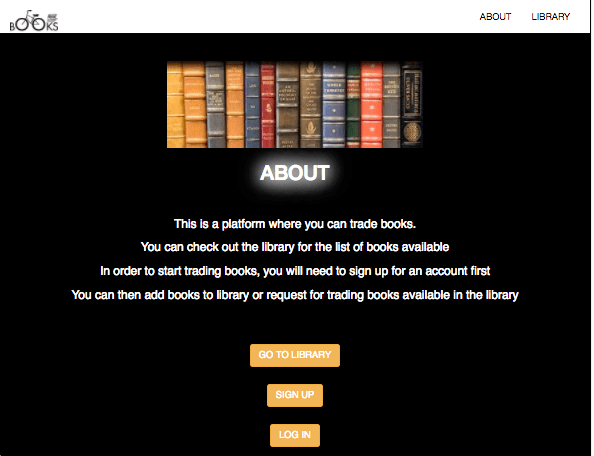 BOOKS
ABOUT
LIBRARY
ABOUT
This is a platform where you can trade books.
You can check out the library for the list of books available
In order to start trading books, you will need to sign up for an account first
You can then add books to library or request for trading books available in the library
GO TO LIBRARY
SIGN UP
LOG IN